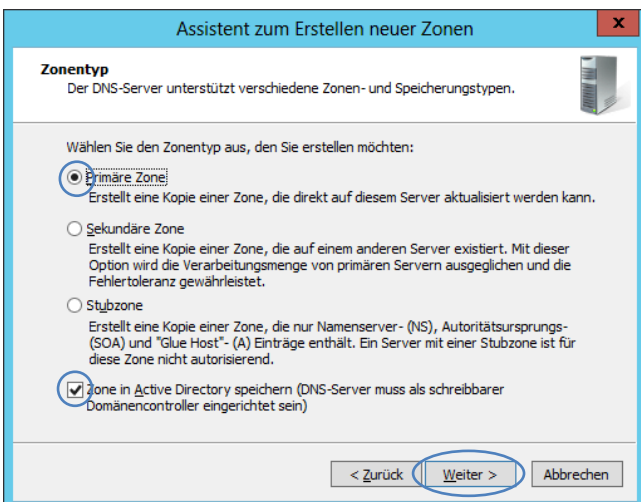 Assistent zum Erstellen neuer Zonen
x
Zonentyp
Der DNS-Server unterstützt verschiedene Zonen- und Speicherungstypen.
Wählen Sie den Zonentyp aus, den Sie erstellen möchten:
Primäre Zone
Erstellt eine Kopie einer Zone, die direkt auf diesem Server aktualisiert werden kann.
Sekundäre Zone
Erstellt eine Kopie einer Zone, die auf einem anderen Server existiert. Mit dieser
Option wird die Verarbeitungsmenge von primären Servern ausgeglichen und die
Fehlertoleranz gewährleistet.
Stubzone
Erstellt eine Kopie einer Zone, die nur Namenserver- (NS), Autoritätsursprungs-
(SOA) und "Glue Host"- (A) Einträge enthält. Ein Server mit einer Stubzone ist für
diese Zone nicht autorisierend.
Zone in Active Directory speichern (DNS-Server muss als schreibbarer
Domänencontroller eingerichtet sein)
< Zurück Weiter > Abbrechen